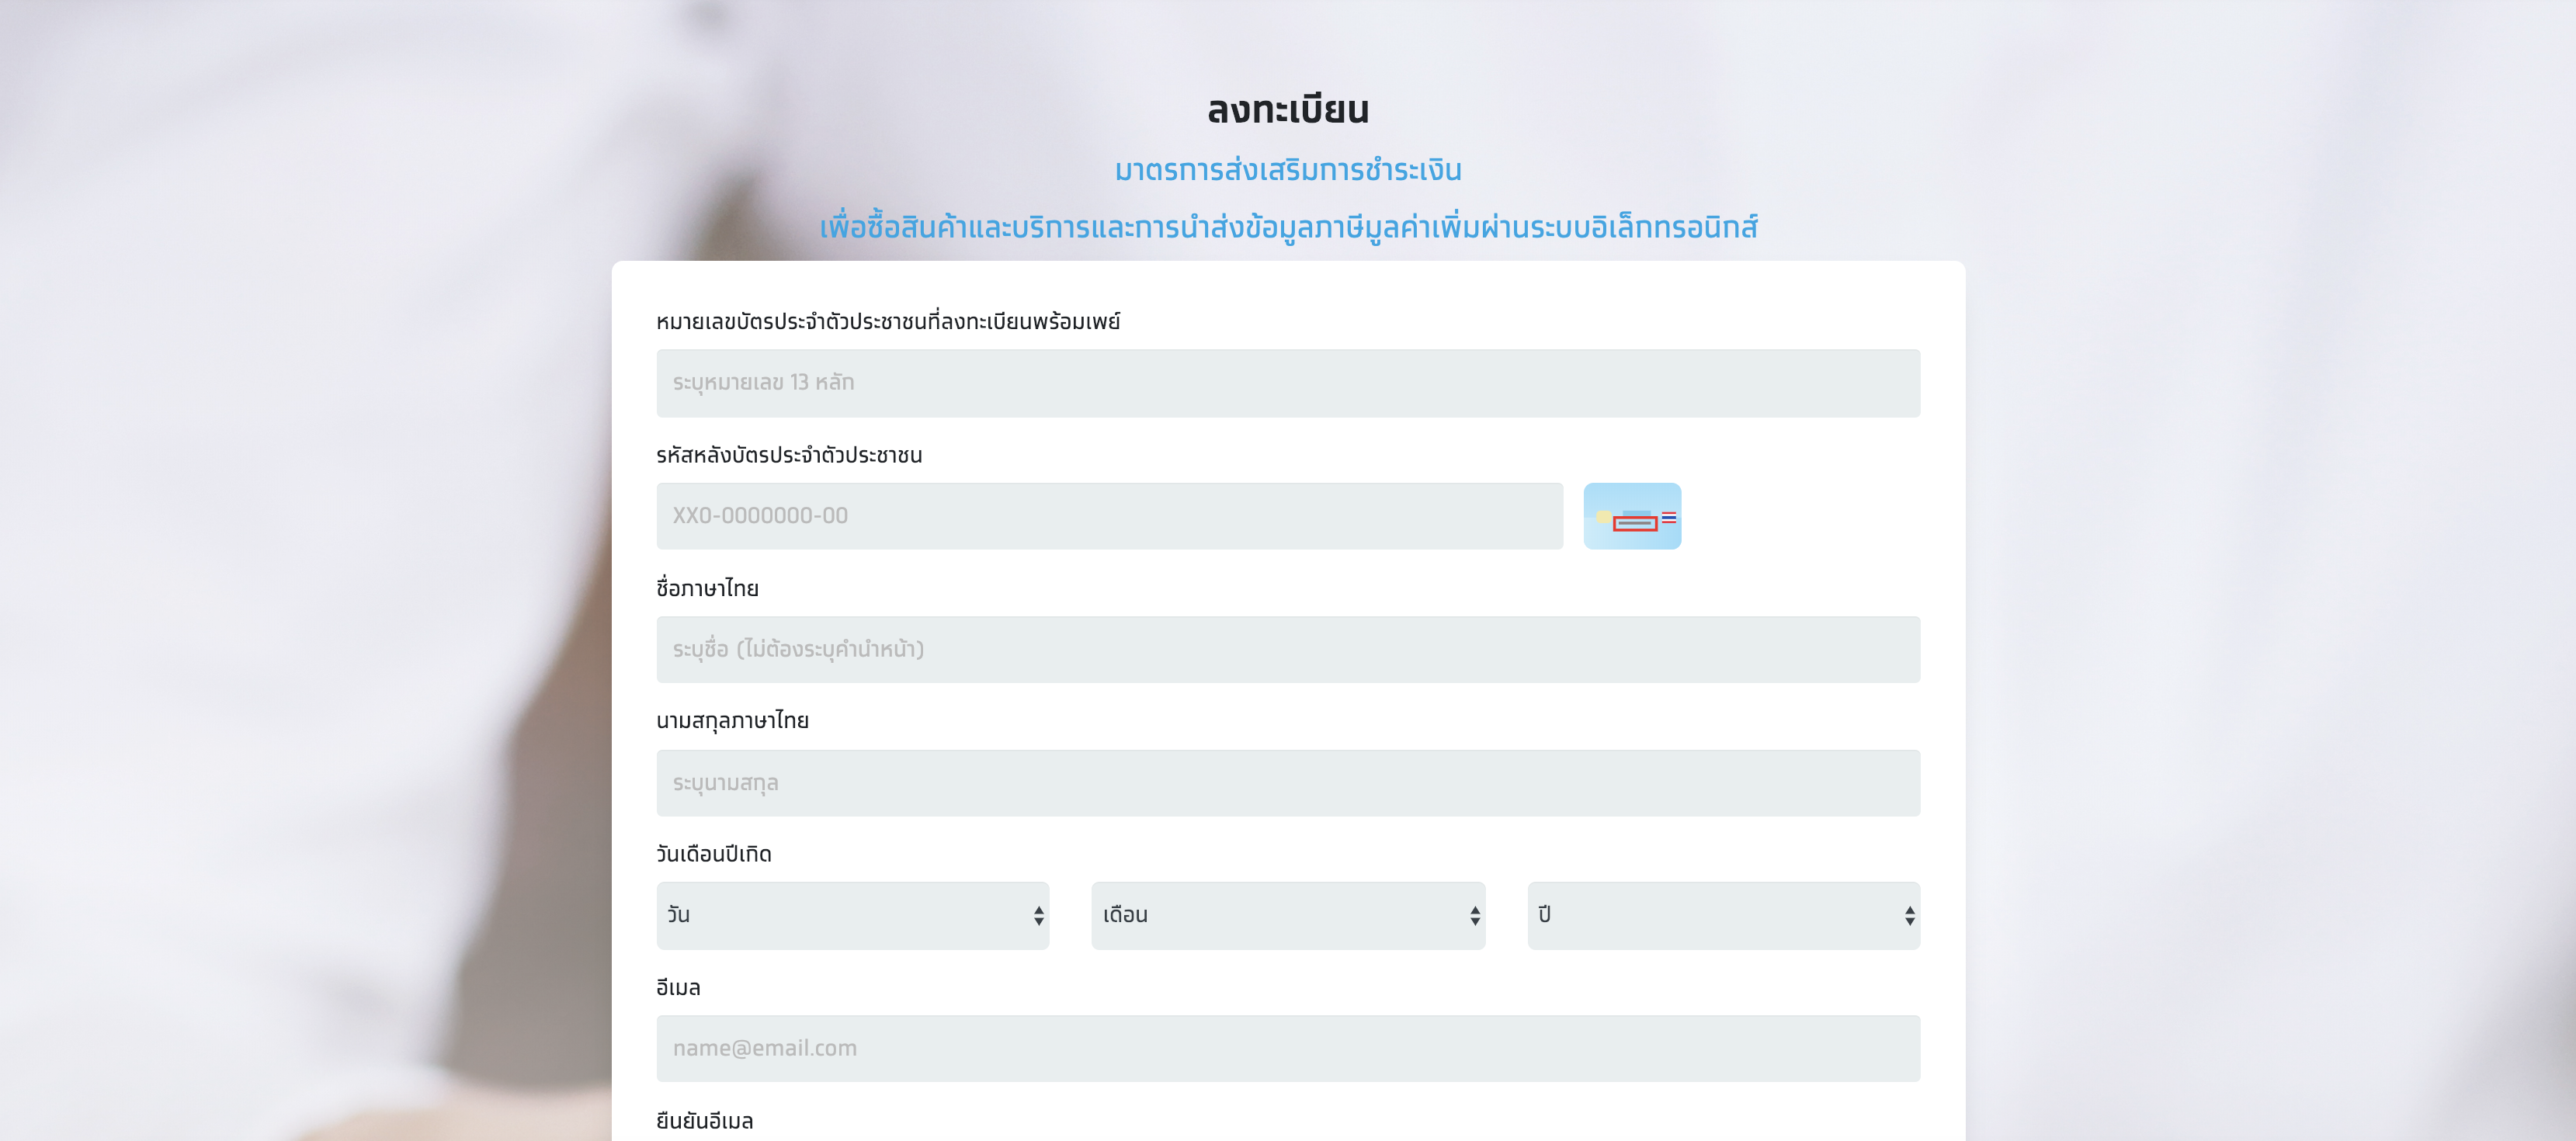 ลงทะเบียน
มาตรการส่งเสริมการชำระเงิน
เพื่อซื้อสินค้าและบริการและการนำส่งข้อมูลภาษีมูลค่าเพิ่มผ่านระบบอิเล็กทรอนิกส์
หมายเลขบัตรประจำตัวประชาชนที่ลงทะเบียนพร้อมเพย์
ระบุหมายเลข 13 หลัก
รหัสหลังบัตรประจำตัวประชาชน
XX0-0000000-00
ชื่อภาษาไทย
ระบุชื่อ (ไม่ต้องระบุคำนำหน้า)
นามสกุลภาษาไทย
ระบุนามสกุล
วันเดือนปีเกิด
วัน เดือน ปี
อีเมล
name@email.com
ยืนยันอีเมล